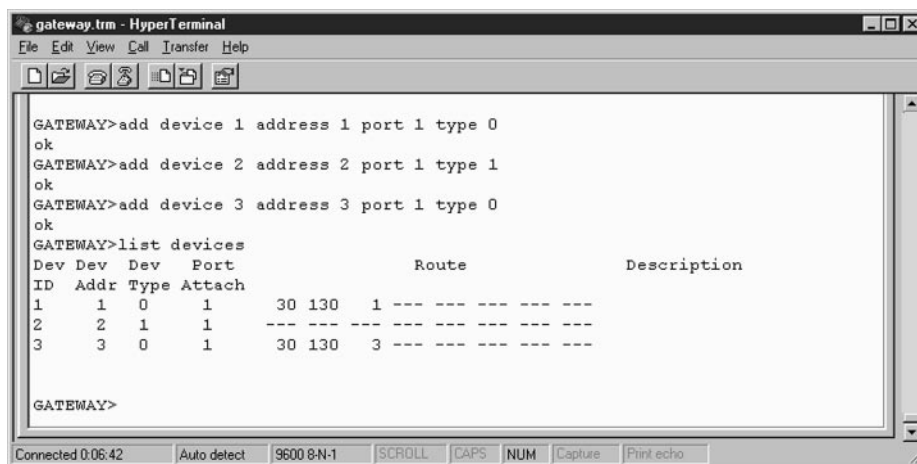 gateway.trm - HyperTerminal
File Edit View Call Transfer Help
GATEWAY>add device 1 address 1 port 1 type 0
ok
GATEWAY>add device 2 address 2 port 1 type 1
ok
GATEWAY>add device 3 address 3 port 1 type 0
ok
GATEWAY>list devices
Dev Dev Dev Port Route Description
ID Addr Type Attach
1 1 0 1 30 130 1 --- --- --- --- ---
2 2 1 1 --- --- --- --- --- --- --- ---
3 3 0 1 30 130 3 --- --- --- --- ---
GATEWAY>
Connected 0:06:42 Auto detect 9600 8-N-1 SCROLL CAPS NUM Capture Print echo